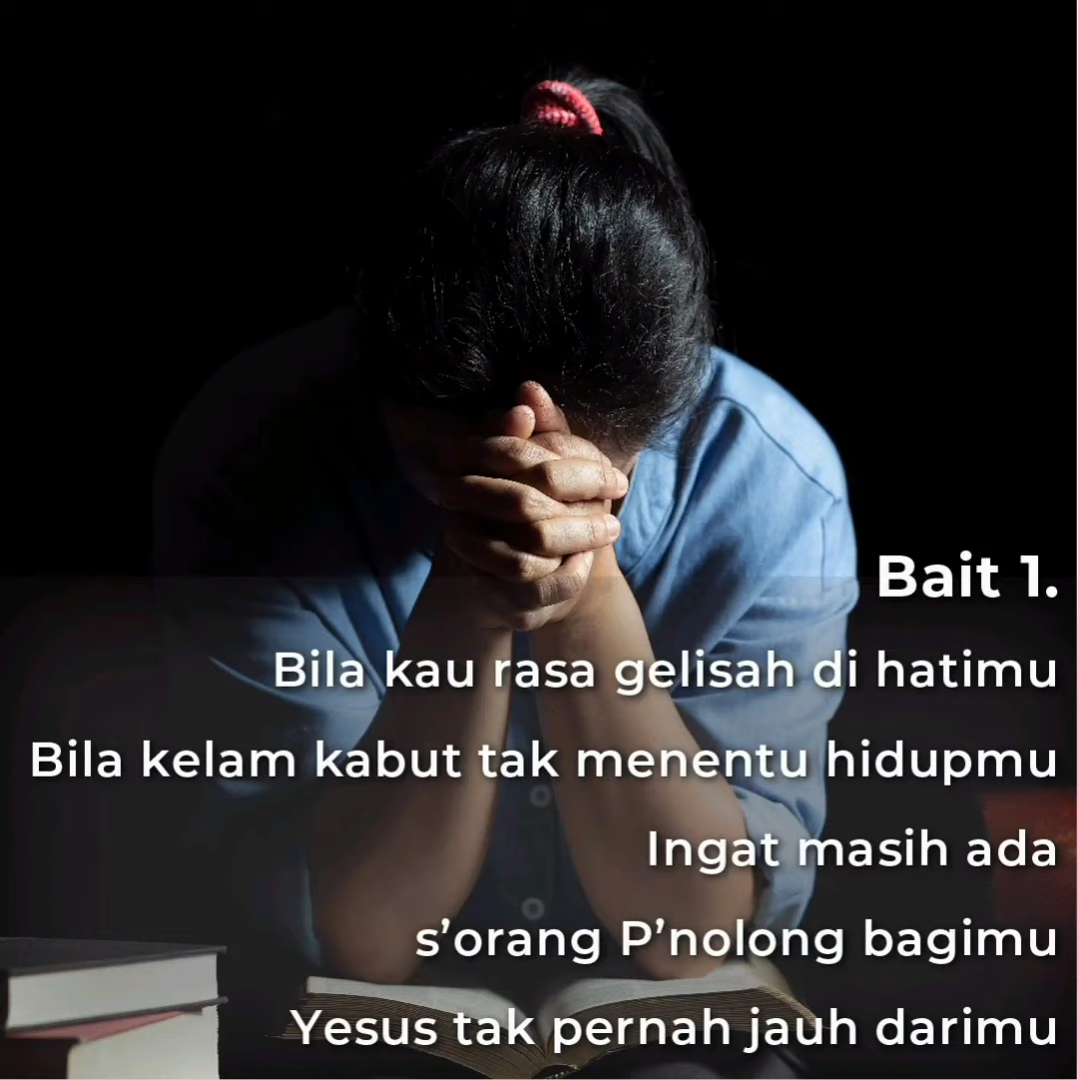 Bait 1.
Bila kau rasa gelisah di hatimu
Bila kelam kabut tak menentu hidupmu
Ingat masih ada
s’orang P’nolong bagimu
Yesus tak pernah jauh darimu